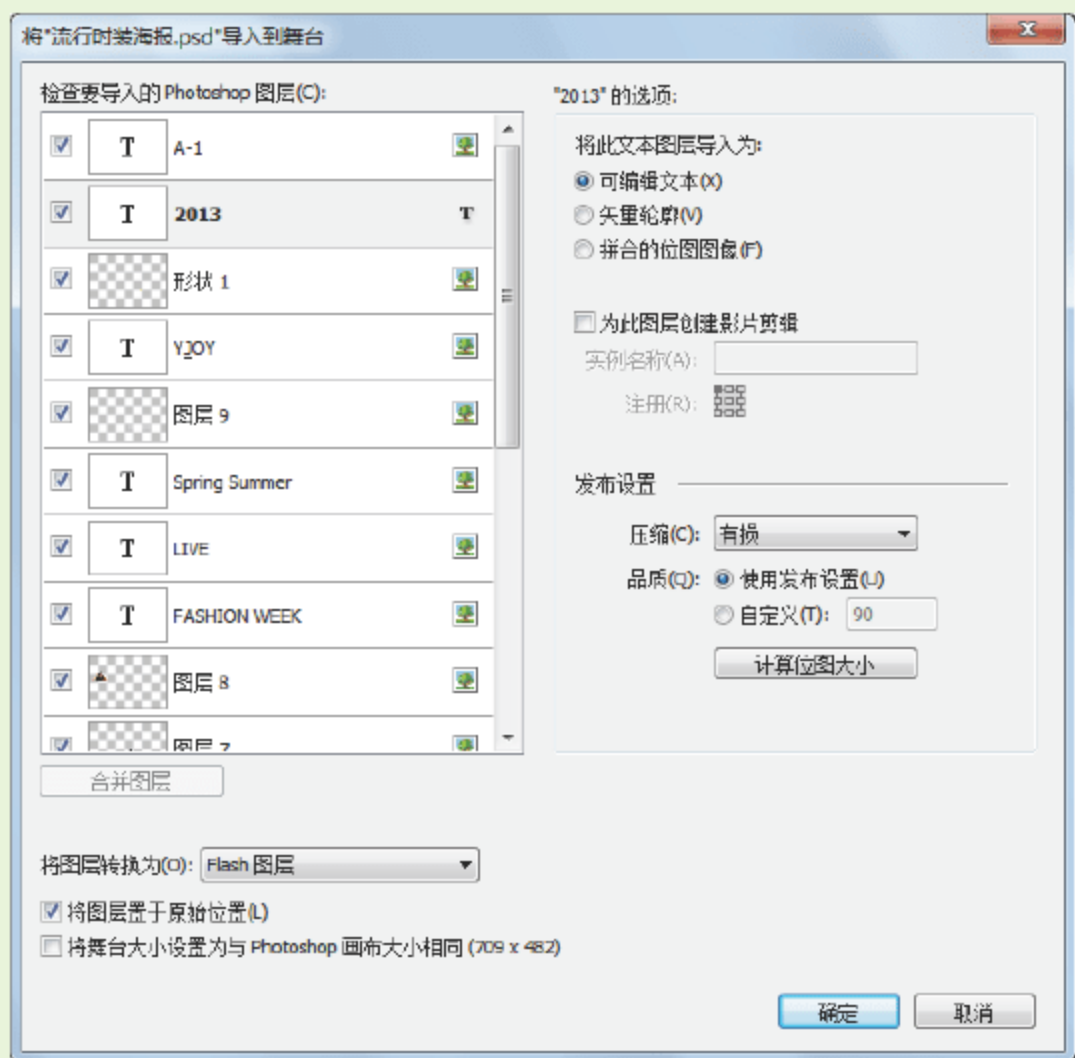 将"流行时装海报.psd"导入到舞台
检查要导入的 Photoshop 图层(C):
T A-1
T 2013 T
形状 1
T YJOY
图层 9
T Spring Summer
T LIVE
T FASHION WEEK
图层 8
图层 7
合并图层
将图层转换为(O): Flash 图层
将图层置于原始位置(L)
将舞台大小设置为与 Photoshop 画布大小相同 (709 x 482)
"2013" 的选项:
将此文本图层导入为:
可编辑文本(X)
矢量轮廓(V)
拼合的位图图像(F)
为此图层创建影片剪辑
实例名称(A):
注册(R):
发布设置
压缩(C): 有损
品质(Q): 使用发布设置(U)
自定义(T): 90
计算位图大小
确定 取消